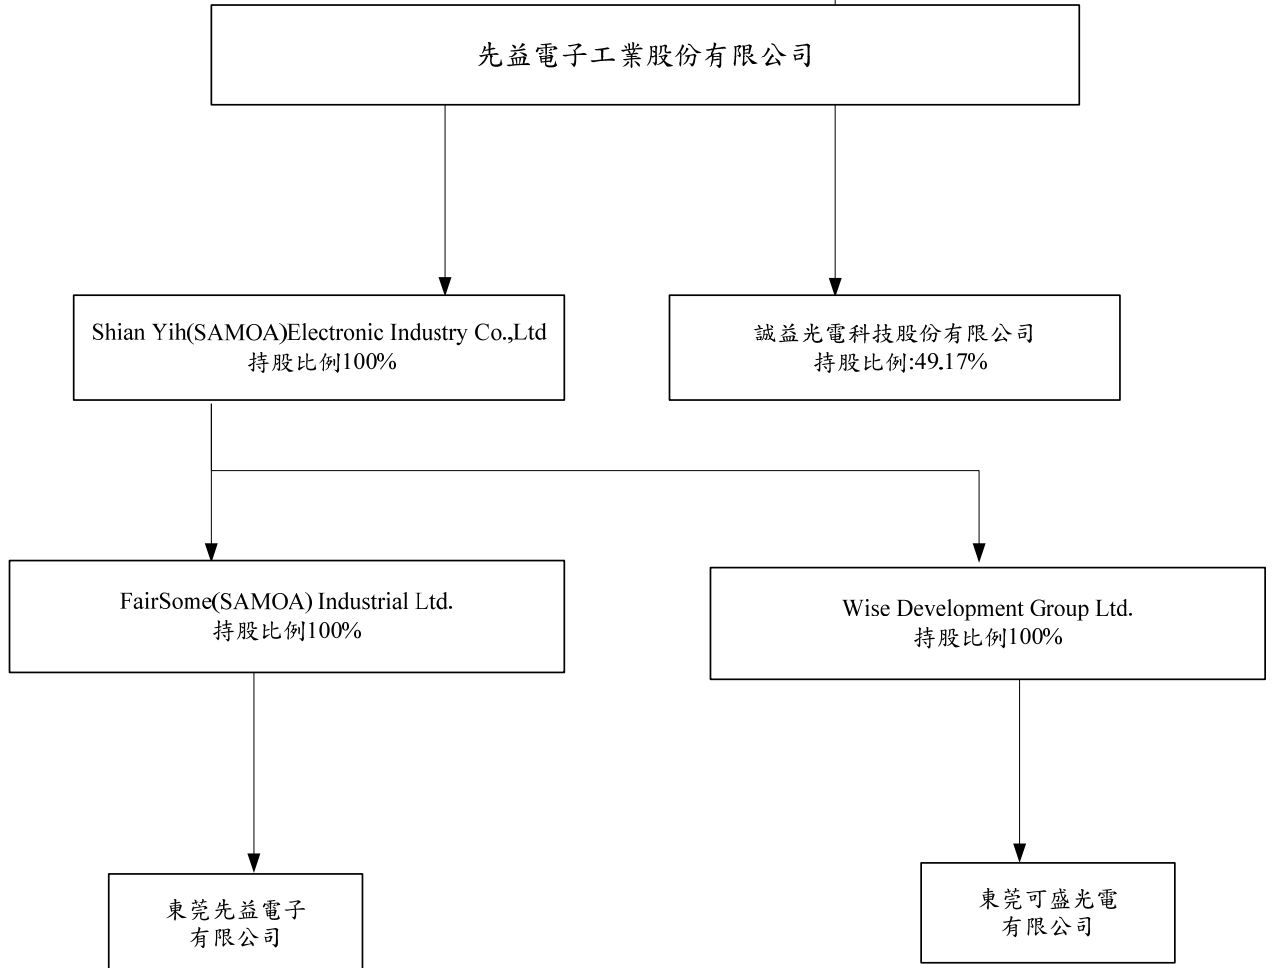 先益電子工業股份有限公司
Shian Yih(SAMOA)Electronic Industry Co.,Ltd
持股比例100%
誠益光電科技股份有限公司
持股比例:49.17%
FairSome(SAMOA) Industrial Ltd.
持股比例100%
Wise Development Group Ltd.
持股比例100%
東莞先益電子
有限公司
東莞可盛光電
有限公司